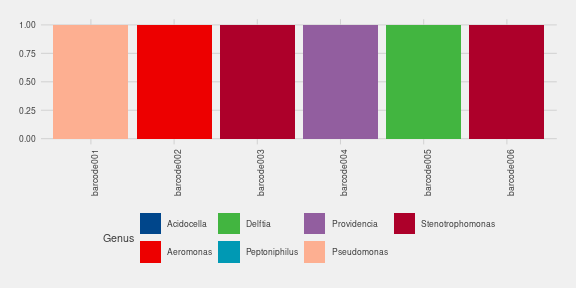 1.00
0.75
0.50
0.25
0.00
barcode001 barcode002 barcode003 barcode004 barcode005 barcode006
Genus
Acidocella Delftia Providencia Stenotrophomonas
Aeromonas Peptoniphilus Pseudomonas